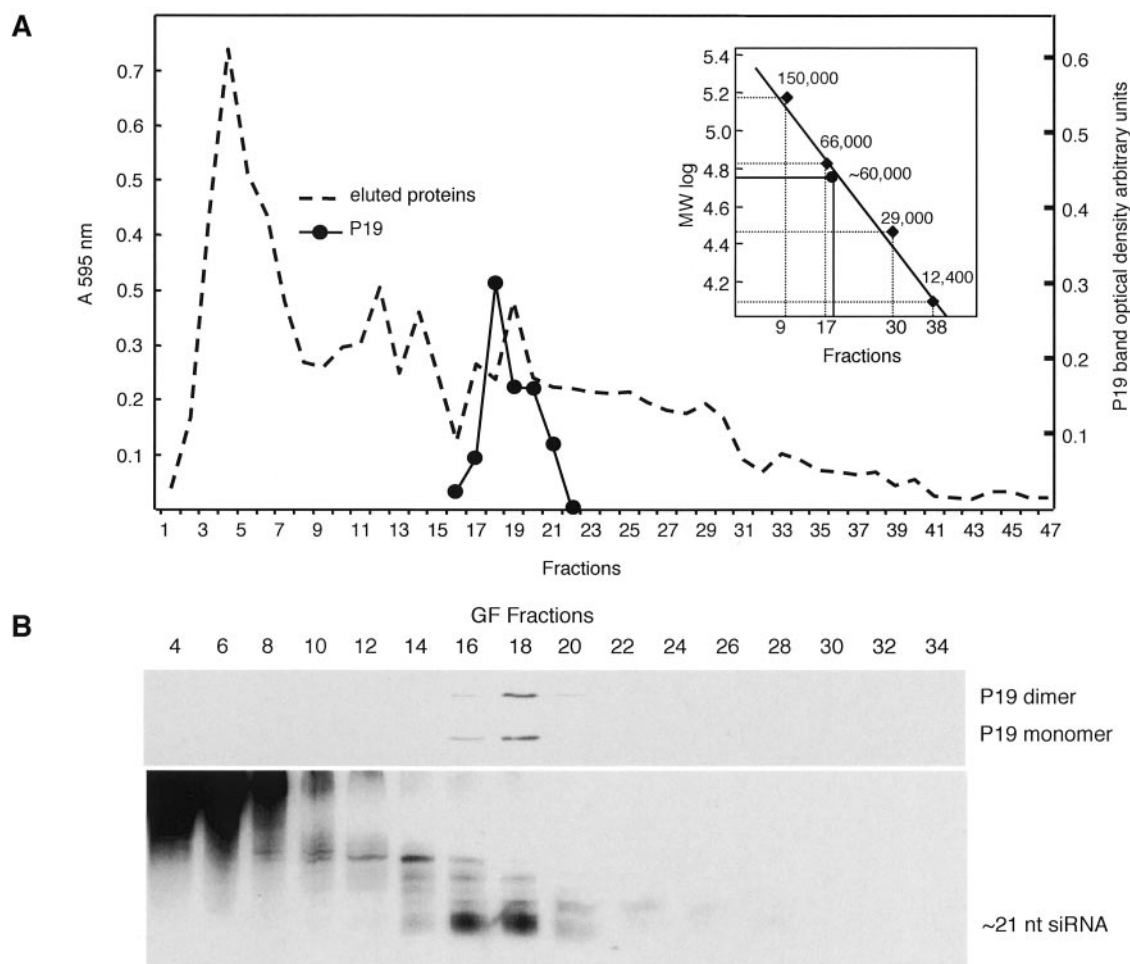 A
0.7
0.6
0.5
0.4
0.5
0.3
0.2
0.1
A 595 nm
eluted proteins
P19
5.4
5.2
5.0
4.8
4.6
4.4
4.2
MW log
150,000
66,000
~60,000
29,000
12,400
9 17 30 38
Fractions
0.6
0.5
0.4
0.3
0.2
0.1
P19 band optical density arbitrary units
1 3 5 7 9 11 13 15 17 19 21 23 25 27 29 31 33 35 37 39 41 43 45 47
Fractions
B
GF Fractions
4 6 8 10 12 14 16 18 20 22 24 26 28 30 32 34
P19 dimer
P19 monomer
~21 nt siRNA